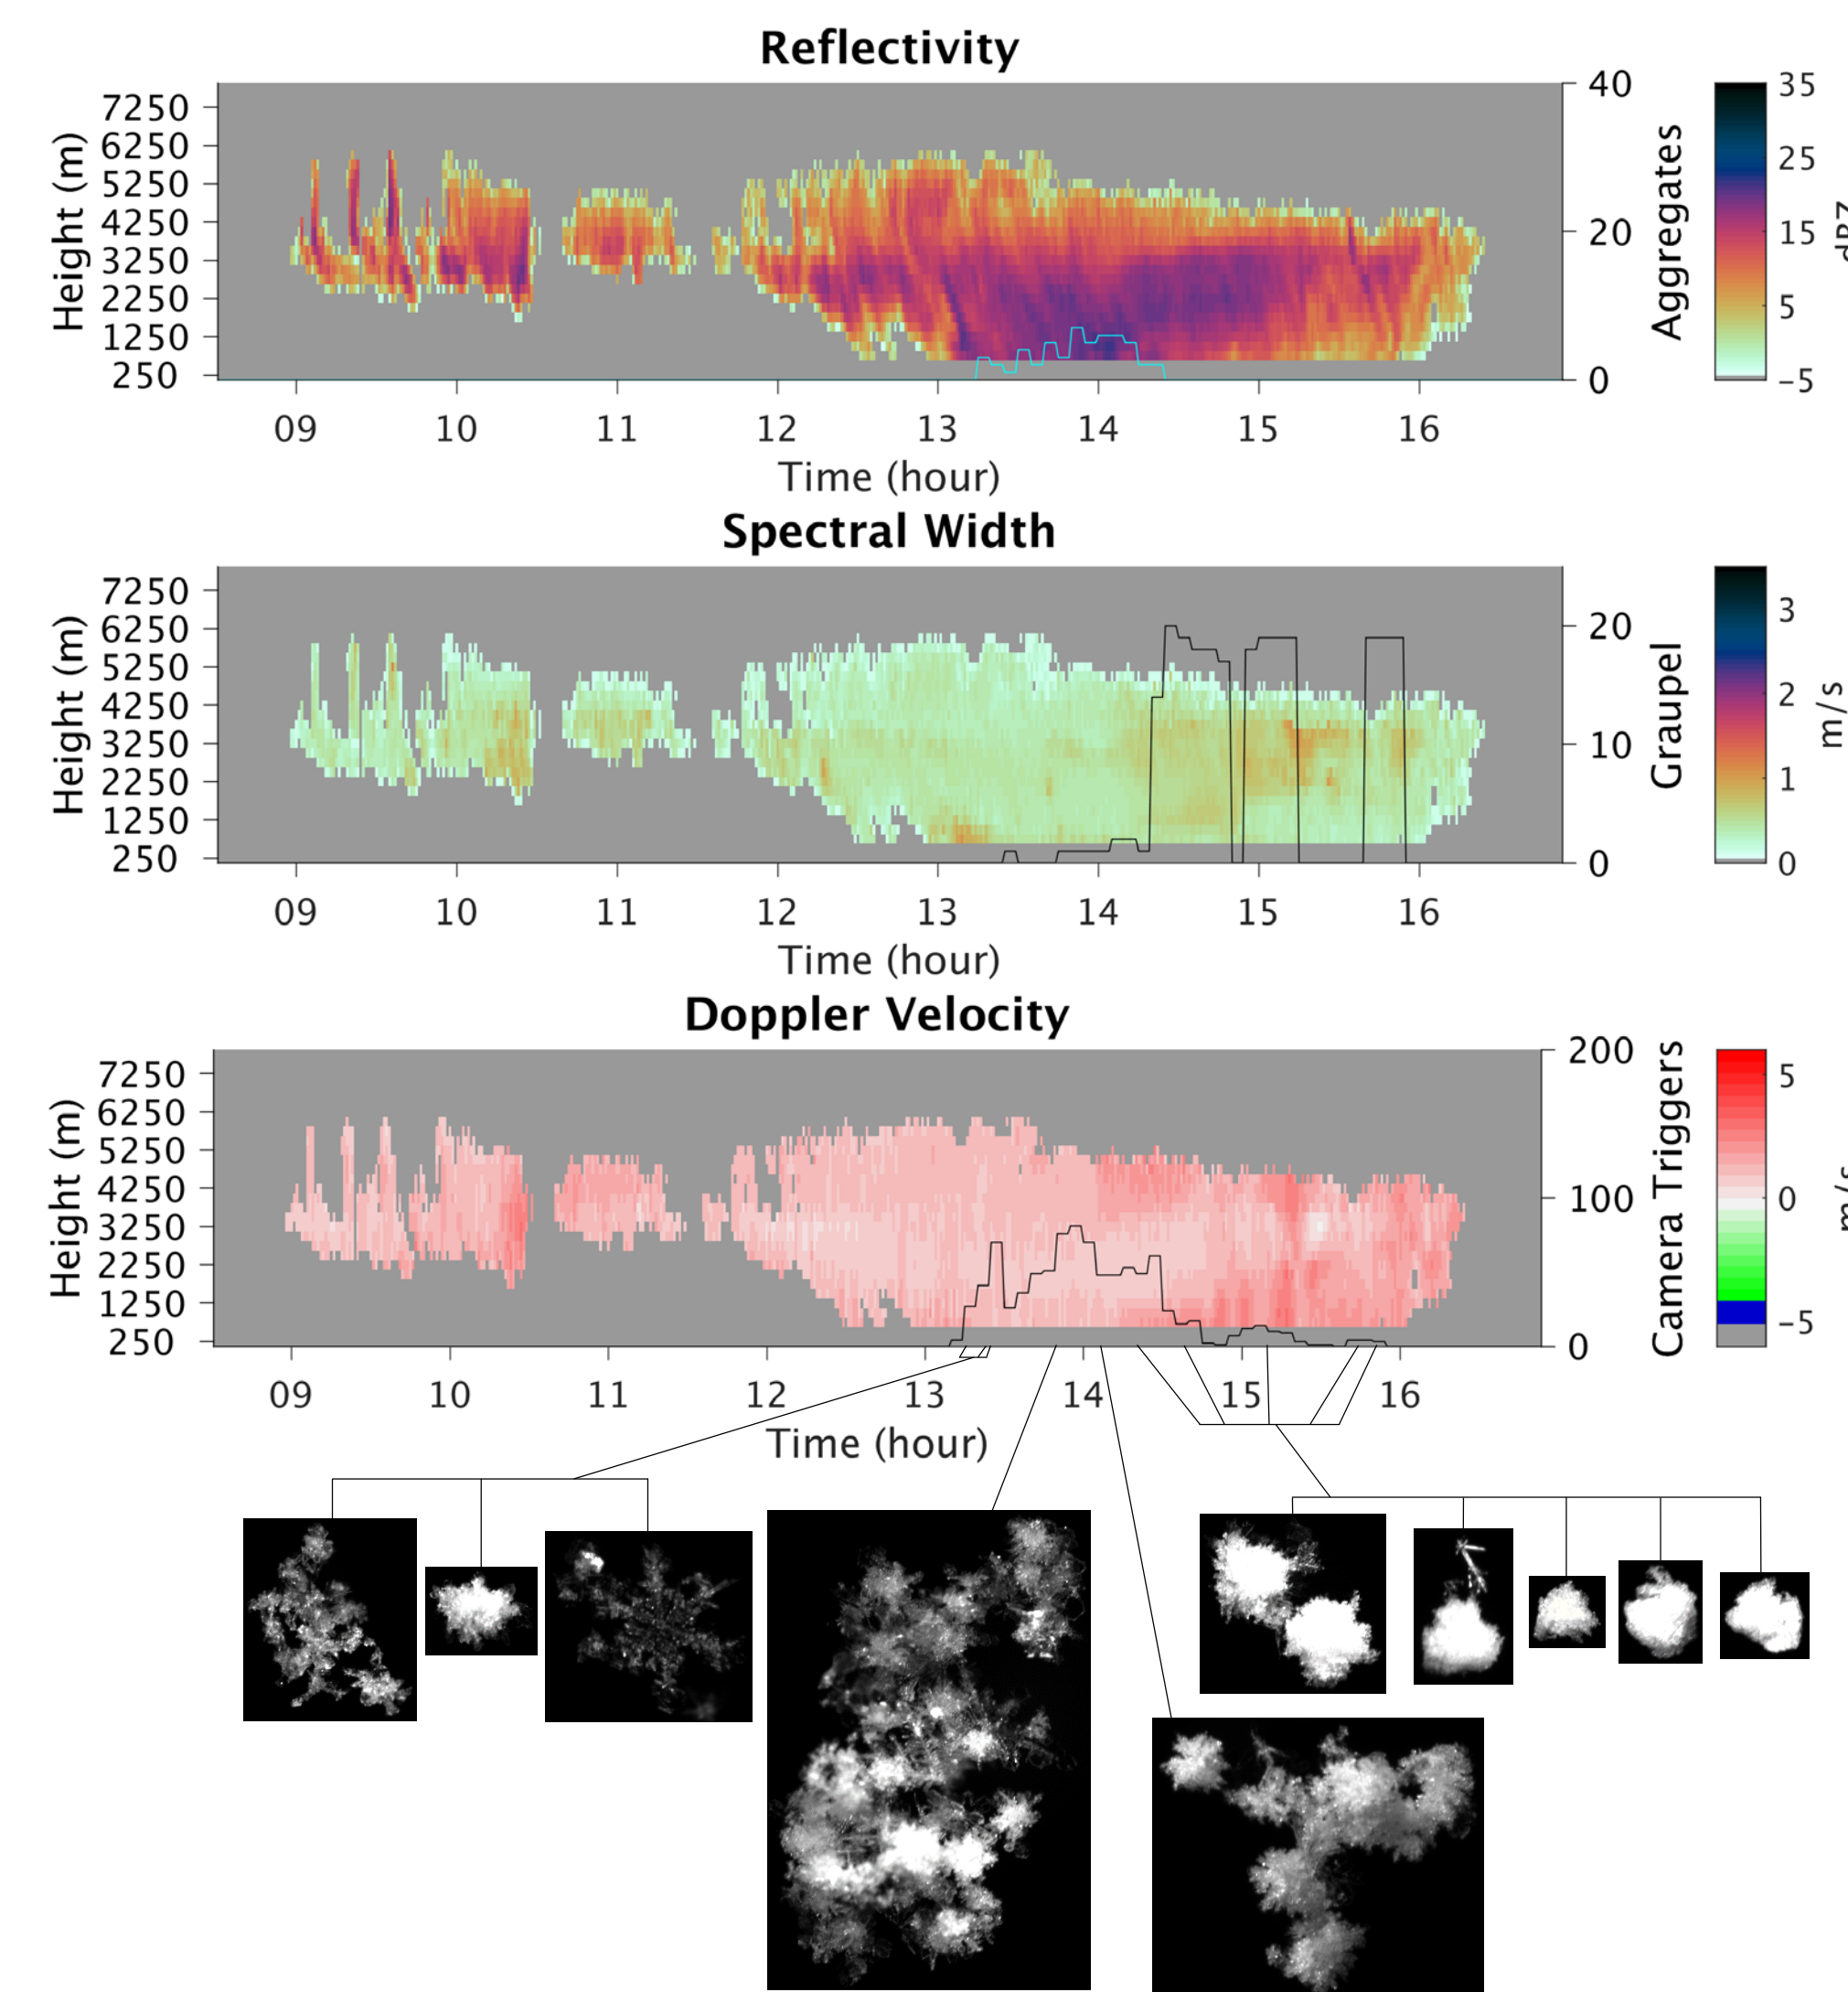 Reflectivity
7250
6250
5250
4250
3250
2250
1250
250
Height (m)
40
20
0
Aggregates
35
25
15
5
−5
09 10 11 12 13 14 15 16
Time (hour)
Spectral Width
7250
6250
5250
4250
3250
2250
1250
250
Height (m)
20
10
0
Graupel
3
2
1
0
m/s
09 10 11 12 13 14 15 16
Time (hour)
Doppler Velocity
7250
6250
5250
4250
3250
2250
1250
250
Height (m)
200
100
0
Camera Triggers
5
0
−5
09 10 11 12 13 14 15 16
Time (hour)